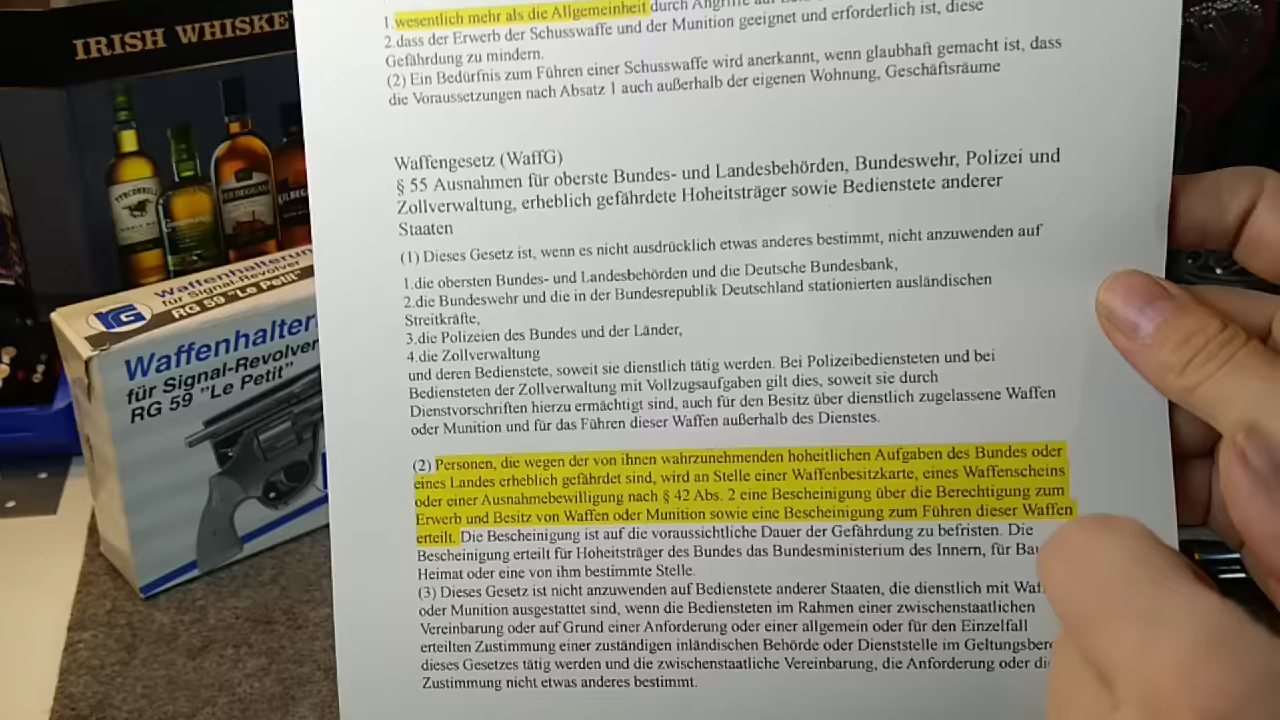 IRISH WHISKE
TYRCONNELL
KILBEGGAN
Waffenhalterun
für Signal-Revolver
RG 59 "Le Petit"
RG
Waffenhalter
für Signal-Revolver
RG 59 "Le Petit"
1.wesentlich mehr als die Allgemeinheit durch Angriffe auf
2.dass der Erwerb der Schusswaffe und der Munition geeignet und erforderlich ist, diese
Gefährdung zu mindern.
(2) Ein Bedürfnis zum Führen einer Schusswaffe wird anerkannt, wenn glaubhaft gemacht ist, dass
die Voraussetzungen nach Absatz 1 auch außerhalb der eigenen Wohnung, Geschäftsräume
Waffengesetz (WaffG)
§ 55 Ausnahmen für oberste Bundes- und Landesbehörden, Bundeswehr, Polizei und
Zollverwaltung, erheblich gefährdete Hoheitsträger sowie Bedienstete anderer
Staaten
(1) Dieses Gesetz ist, wenn es nicht ausdrücklich etwas anderes bestimmt, nicht anzuwenden auf
1.die obersten Bundes- und Landesbehörden und die Deutsche Bundesbank,
2.die Bundeswehr und die in der Bundesrepublik Deutschland stationierten ausländischen
Streitkräfte,
3.die Polizeien des Bundes und der Länder,
4.die Zollverwaltung
und deren Bedienstete, soweit sie dienstlich tätig werden. Bei Polizeibediensteten und bei
Bediensteten der Zollverwaltung mit Vollzugsaufgaben gilt dies, soweit sie durch
Dienstvorschriften hierzu ermächtigt sind, auch für den Besitz über dienstlich zugelassene Waffen
oder Munition und für das Führen dieser Waffen außerhalb des Dienstes.
(2) Personen, die wegen der von ihnen wahrzunehmenden hoheitlichen Aufgaben des Bundes oder
eines Landes erheblich gefährdet sind, wird an Stelle einer Waffenbesitzkarte, eines Waffenscheins
oder einer Ausnahmebewilligung nach § 42 Abs. 2 eine Bescheinigung über die Berechtigung zum
Erwerb und Besitz von Waffen oder Munition sowie eine Bescheinigung zum Führen dieser Waffen
erteilt. Die Bescheinigung ist auf die voraussichtliche Dauer der Gefährdung zu befristen. Die
Bescheinigung erteilt für Hoheitsträger des Bundes das Bundesministerium des Innern, für Bau
Heimat oder eine von ihm bestimmte Stelle.
(3) Dieses Gesetz ist nicht anzuwenden auf Bedienstete anderer Staaten, die dienstlich mit Waf
oder Munition ausgestattet sind, wenn die Bediensteten im Rahmen einer zwischenstaatlichen
Vereinbarung oder auf Grund einer Anforderung oder einer allgemein oder für den Einzelfall
erteilten Zustimmung einer zuständigen inländischen Behörde oder Dienststelle im Geltungsbere
dieses Gesetzes tätig werden und die zwischenstaatliche Vereinbarung, die Anforderung oder di
Zustimmung nicht etwas anderes bestimmt.